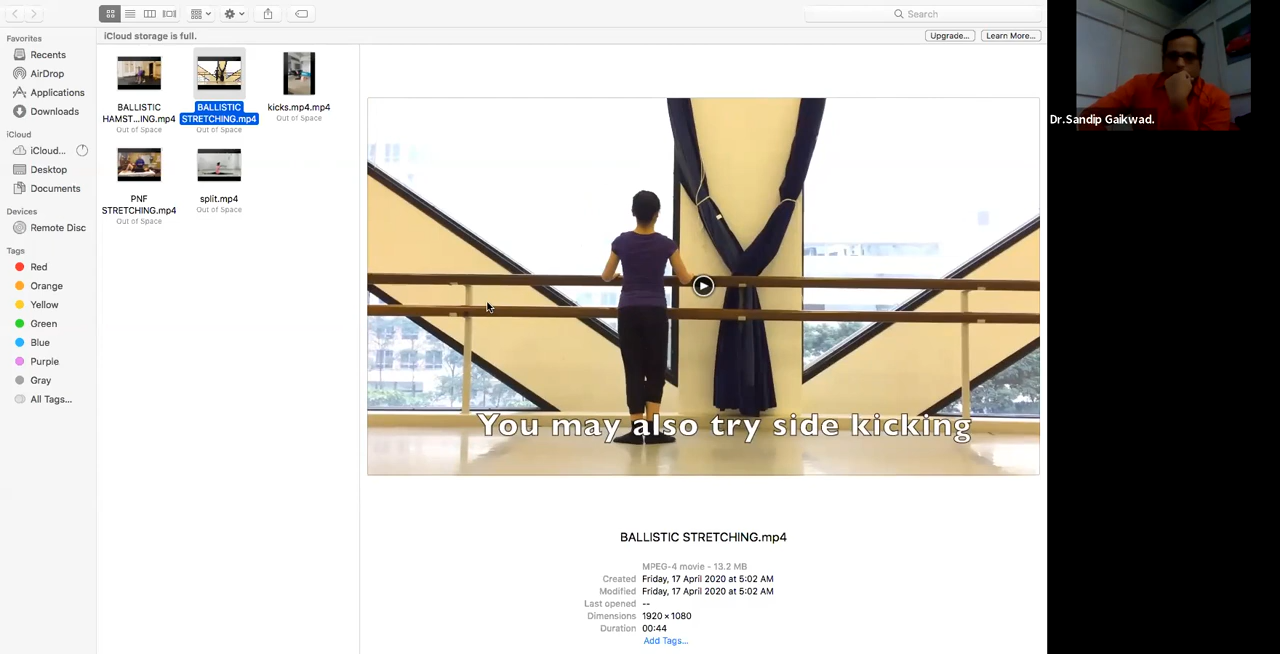 Search
Favorites
Recents
AirDrop
Applications
Downloads
iCloud
iCloud...
Desktop
Documents
Devices
Remote Disc
Tags
Red
Orange
Yellow
Green
Blue
Purple
Gray
All Tags...
iCloud storage is full.
Upgrade...
Learn More...
BALLISTIC
HAMST...ING.mp4
Out of Space
BALLISTIC
STRETCHING.mp4
Out of Space
kicks.mp4.mp4
Out of Space
PNF
STRETCHING.mp4
Out of Space
split.mp4
Out of Space
You may also try side kicking
BALLISTIC STRETCHING.mp4
MPEG-4 movie - 13.2 MB
Created Friday, 17 April 2020 at 5:02 AM
Modified Friday, 17 April 2020 at 5:02 AM
Last opened --
Dimensions 1920 × 1080
Duration 00:44
Add Tags...
Dr.Sandip Gaikwad.